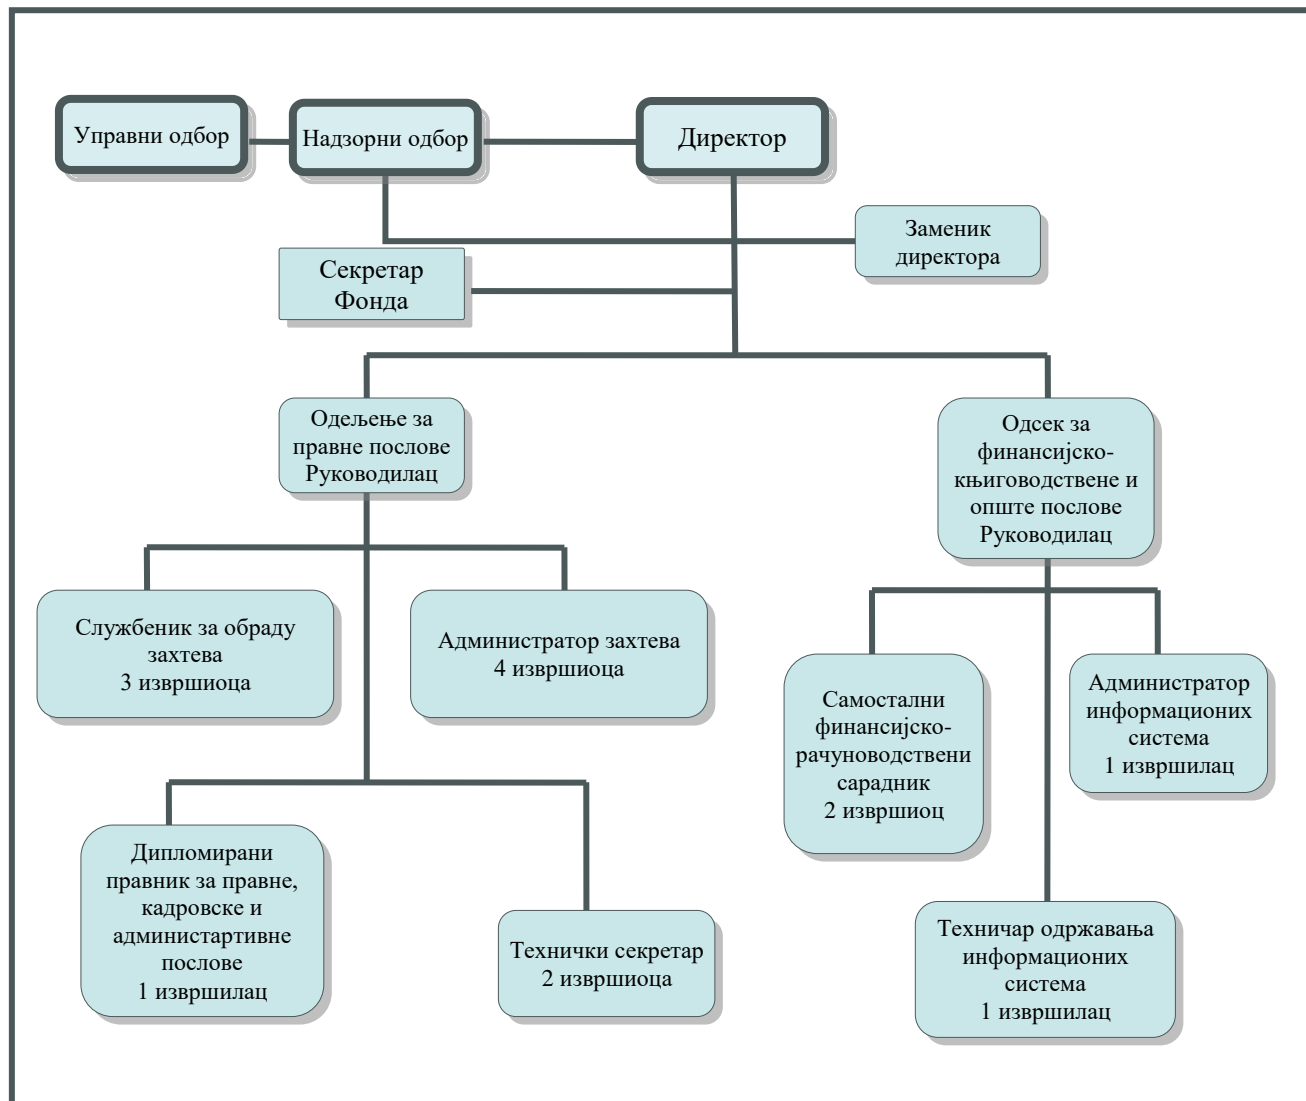 Управни одбор
Надзорни одбор
Директор
Заменик
директора
Секретар
Фонда
Одељење за
правне послове
Руководилац
Одсек за
финансијско-
књиговодствене и
опште послове
Руководилац
Службеник за обраду
захтева
3 извршиоца
Администратор захтева
4 извршиоца
Самостални
финансијско-
рачуноводствени
сарадник
2 извршиоц
Администратор
информационих
система
1 извршилац
Дипломирани
правник за правне,
кадровске и
администартивне
послове
1 извршилац
Технички секретар
2 извршиоца
Техничар одржавања
информационих
система
1 извршилац